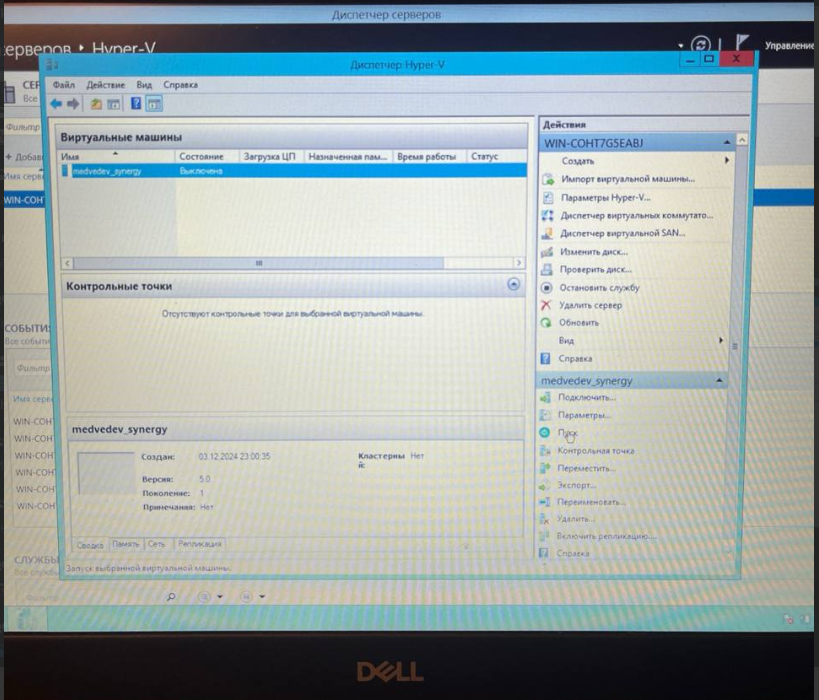 Диспетчер серверов
серверов ▸ Hyper-V
Управление
Диспетчер Hyper-V
Файл Действие Вид Справка
Виртуальные машины
Имя Состояние Загрузка ЦП Назначенная пам... Время работы Статус
medvedev_synergy Выключена
Контрольные точки
Отсутствуют контрольные точки для выбранной виртуальной машины.
medvedev_synergy
Создан: 03.12.2024 23:00:35 Кластерны Нет
й:
Версия: 5.0
Поколение: 1
Примечания: Нет
Сводка Память Сеть Репликация
Запуск выбранной виртуальной машины.
Действия
WIN-COHT7G5EABJ
Создать
Импорт виртуальной машины...
Параметры Hyper-V...
Диспетчер виртуальных коммутато...
Диспетчер виртуальной SAN...
Изменить диск...
Проверить диск...
Остановить службу
Удалить сервер
Обновить
Вид
Справка
medvedev_synergy
Подключить...
Параметры...
Пуск
Контрольная точка
Переместить...
Экспорт...
Переименовать...
Удалить...
Включить репликацию...
Справка
СЕР
Все
Фильтр
+ Добав
Имя серв
WIN-COH
СОБЫТИ
Все событи
Фильтр
Имя серв
WIN-COH
WIN-COH
WIN-COH
WIN-COH
WIN-COH
WIN-COH
СЛУЖБЫ
Все службы
Фильтр
DELL